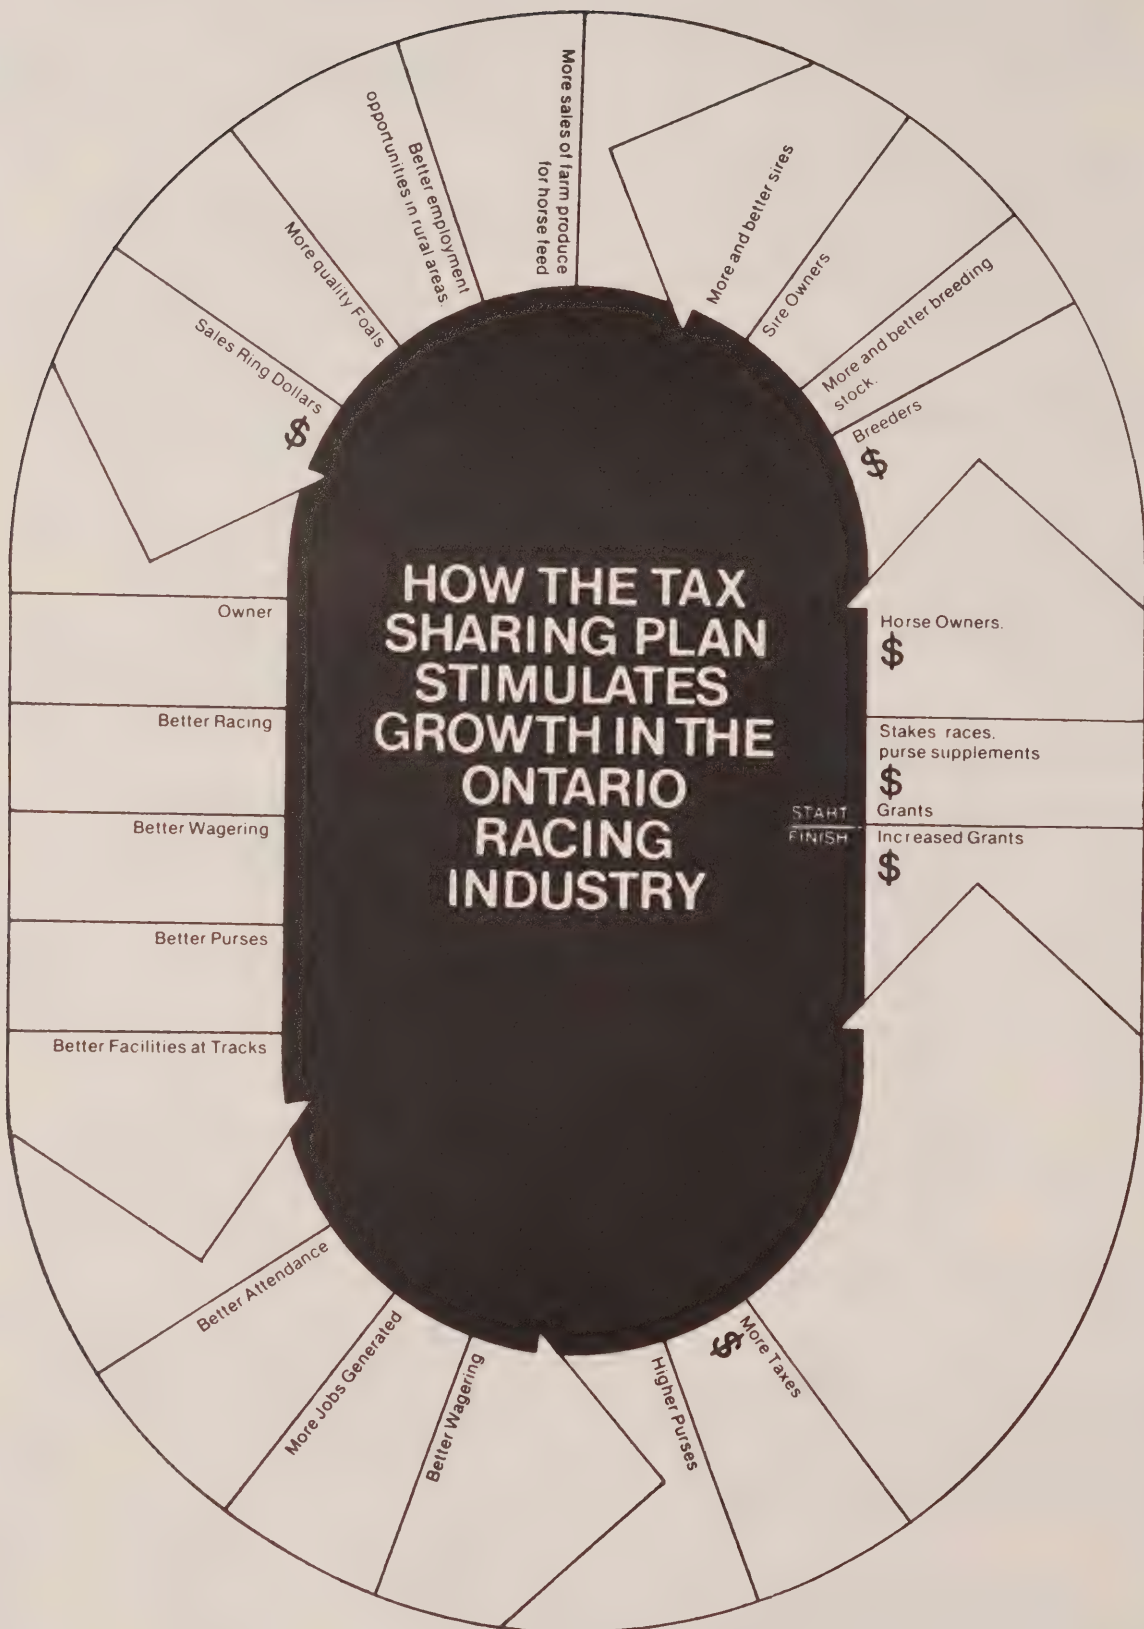 HOW THE TAX
SHARING PLAN
STIMULATES
GROWTH IN THE
ONTARIO
RACING
INDUSTRY
START
FINISH
Grants
$
Stakes races,
purse supplements
$
Horse Owners.
$
Breeders
More and better breeding
stock.
Sire Owners
More and better sires
More sales of farm produce
for horse feed
Better employment
opportunities in rural areas.
More quality Foals
Sales Ring Dollars
$
Owner
Better Racing
Better Wagering
Better Purses
Better Facilities at Tracks
Better Attendance
More Jobs Generated
Better Wagering
Higher Purses
More Taxes
$
Increased Grants
$